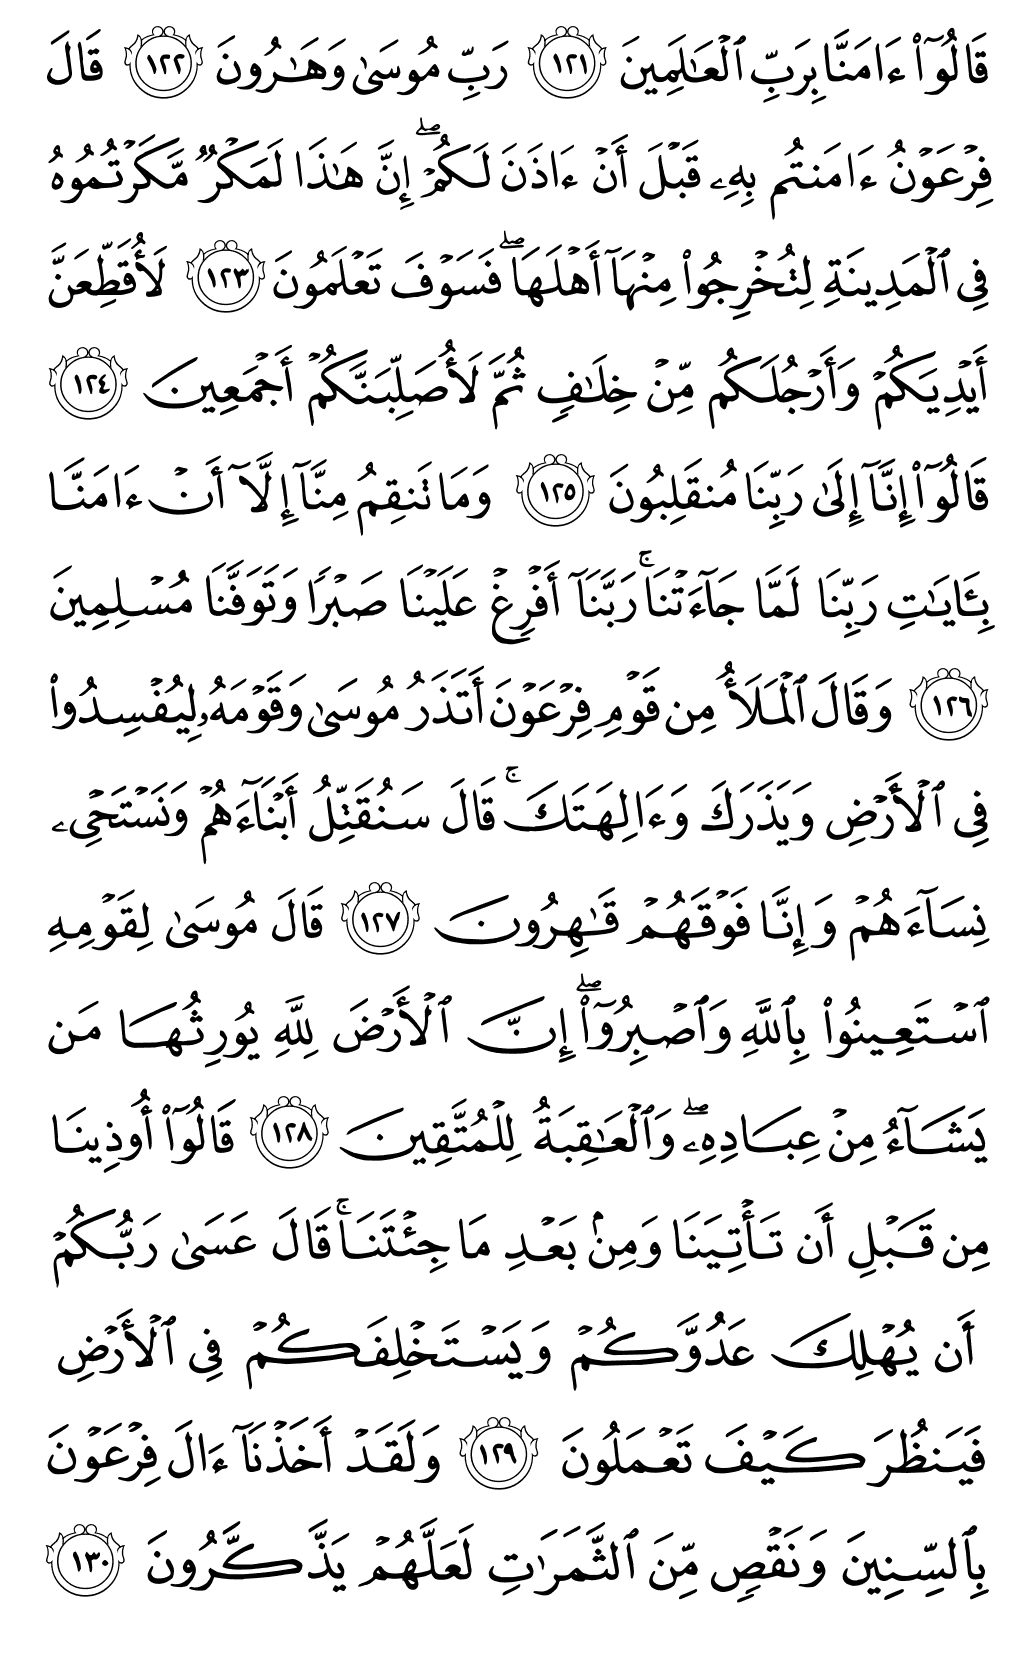 قَالُوٓا۟ ءَامَنَّا بِرَبِّ ٱلْعَـٰلَمِينَ ١٢١ رَبِّ مُوسَىٰ وَهَـٰرُونَ ١٢٢ قَالَ
فِرْعَوْنُ ءَامَنتُم بِهِۦ قَبْلَ أَنْ ءَاذَنَ لَكُمْ ۖ إِنَّ هَـٰذَا لَمَكْرٌ مَّكَرْتُمُوهُ
فِى ٱلْمَدِينَةِ لِتُخْرِجُوا۟ مِنْهَآ أَهْلَهَا ۖ فَسَوْفَ تَعْلَمُونَ ١٢٣ لَأُقَطِّعَنَّ
أَيْدِيَكُمْ وَأَرْجُلَكُم مِّنْ خِلَـٰفٍ ثُمَّ لَأُصَلِّبَنَّكُمْ أَجْمَعِينَ ١٢٤
قَالُوٓا۟ إِنَّآ إِلَىٰ رَبِّنَا مُنقَلِبُونَ ١٢٥ وَمَا تَنقِمُ مِنَّآ إِلَّآ أَنْ ءَامَنَّا
بِـَٔايَـٰتِ رَبِّنَا لَمَّا جَآءَتْنَا ۚ رَبَّنَآ أَفْرِغْ عَلَيْنَا صَبْرًا وَتَوَفَّنَا مُسْلِمِينَ
١٢٦ وَقَالَ ٱلْمَلَأُ مِن قَوْمِ فِرْعَوْنَ أَتَذَرُ مُوسَىٰ وَقَوْمَهُۥ لِيُفْسِدُوا۟
فِى ٱلْأَرْضِ وَيَذَرَكَ وَءَالِهَتَكَ ۚ قَالَ سَنُقَتِّلُ أَبْنَآءَهُمْ وَنَسْتَحْىِۦ
نِسَآءَهُمْ وَإِنَّا فَوْقَهُمْ قَـٰهِرُونَ ١٢٧ قَالَ مُوسَىٰ لِقَوْمِهِ
ٱسْتَعِينُوا۟ بِٱللَّهِ وَٱصْبِرُوٓا۟ ۖ إِنَّ ٱلْأَرْضَ لِلَّهِ يُورِثُهَا مَن
يَشَآءُ مِنْ عِبَادِهِۦ ۖ وَٱلْعَـٰقِبَةُ لِلْمُتَّقِينَ ١٢٨ قَالُوٓا۟ أُوذِينَا
مِن قَبْلِ أَن تَأْتِيَنَا وَمِنۢ بَعْدِ مَا جِئْتَنَا ۚ قَالَ عَسَىٰ رَبُّكُمْ
أَن يُهْلِكَ عَدُوَّكُمْ وَيَسْتَخْلِفَكُمْ فِى ٱلْأَرْضِ
فَيَنظُرَ كَيْفَ تَعْمَلُونَ ١٢٩ وَلَقَدْ أَخَذْنَآ ءَالَ فِرْعَوْنَ
بِٱلسِّنِينَ وَنَقْصٍ مِّنَ ٱلثَّمَرَٰتِ لَعَلَّهُمْ يَذَّكَّرُونَ ١٣٠